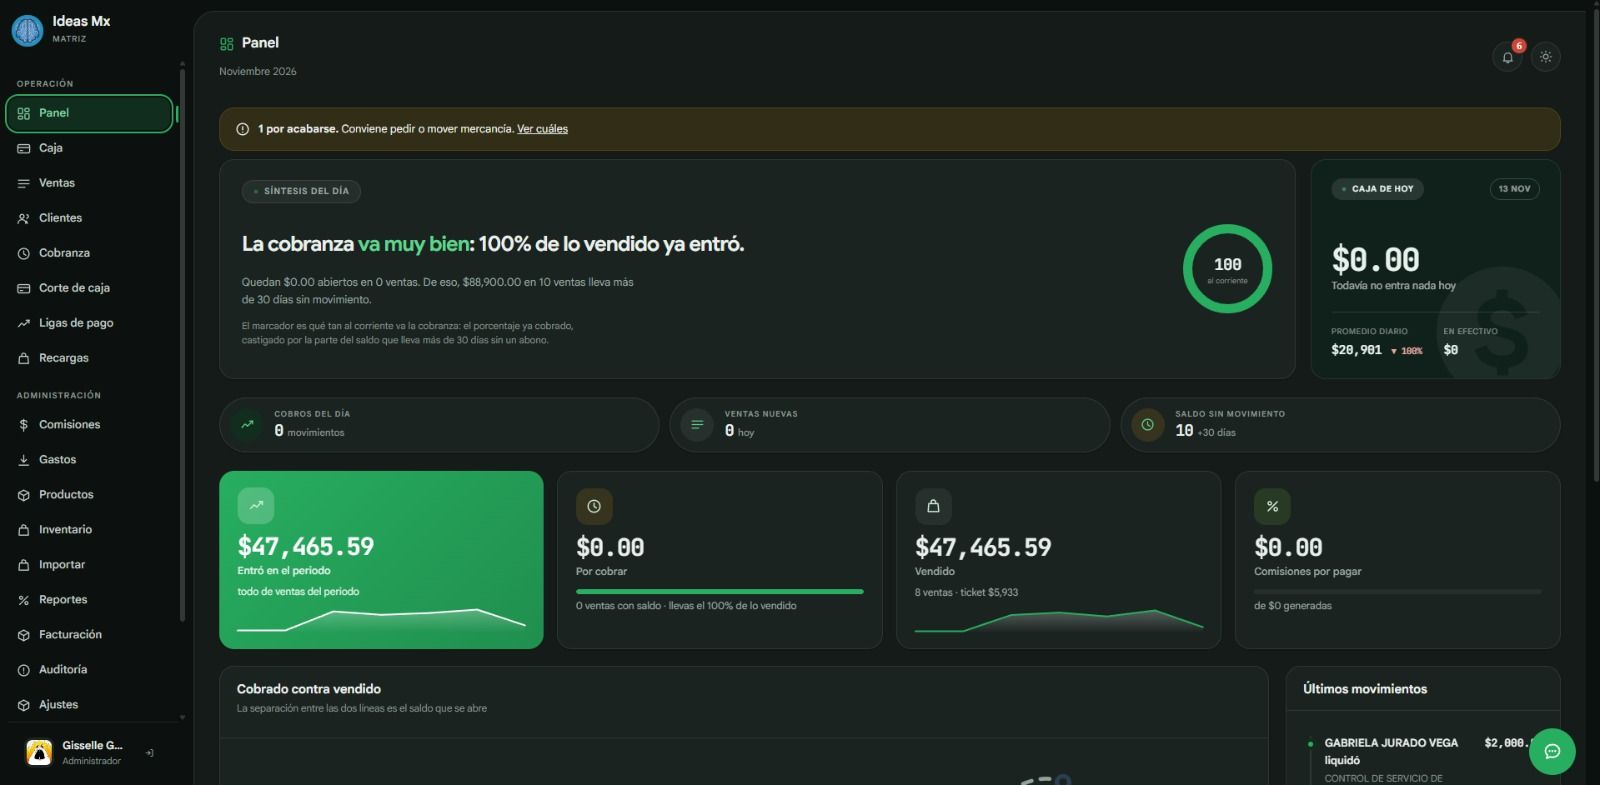 Ideas Mx
MATRIZ
OPERACIÓN
Panel
Caja
Ventas
Clientes
Cobranza
Corte de caja
Ligas de pago
Recargas
ADMINISTRACIÓN
Comisiones
Gastos
Productos
Inventario
Importar
Reportes
Facturación
Auditoría
Ajustes
Gisselle G...
Administrador
Panel
Noviembre 2026
6
1 por acabarse. Conviene pedir o mover mercancía. Ver cuáles
SÍNTESIS DEL DÍA
La cobranza va muy bien: 100% de lo vendido ya entró.
Quedan $0.00 abiertos en 0 ventas. De eso, $88,900.00 en 10 ventas lleva más
de 30 días sin movimiento.
El marcador es qué tan al corriente va la cobranza: el porcentaje ya cobrado,
castigado por la parte del saldo que lleva más de 30 días sin un abono.
100
al corriente
CAJA DE HOY
13 NOV
$0.00
Todavía no entra nada hoy
PROMEDIO DIARIO
$20,901 ▼ 100%
EN EFECTIVO
$0
COBROS DEL DÍA
0 movimientos
VENTAS NUEVAS
0 hoy
SALDO SIN MOVIMIENTO
10 +30 días
$47,465.59
Entró en el periodo
todo de ventas del periodo
$0.00
Por cobrar
0 ventas con saldo · llevas el 100% de lo vendido
$47,465.59
Vendido
8 ventas · ticket $5,933
$0.00
Comisiones por pagar
de $0 generadas
Cobrado contra vendido
La separación entre las dos líneas es el saldo que se abre
Últimos movimientos
GABRIELA JURADO VEGA $2,000.
liquidó
CONTROL DE SERVICIO DE